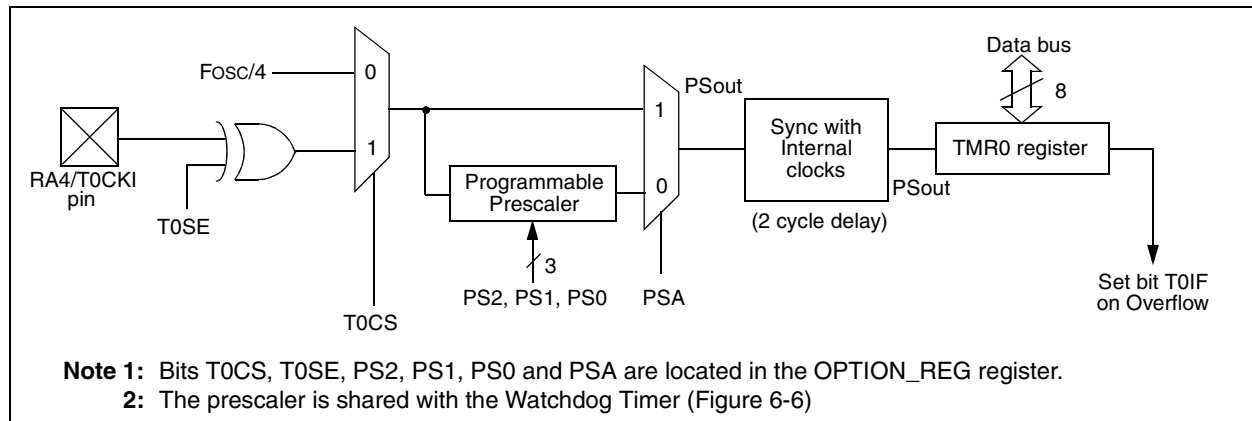 Data bus
8
FOSC/4
0
1
RA4/T0CKI
pin
T0SE
T0CS
Programmable
Prescaler
3
PS2, PS1, PS0
1
0
PSA
PSout
Sync with
Internal
clocks
(2 cycle delay)
PSout
TMR0 register
Set bit T0IF
on Overflow
Note 1: Bits T0CS, T0SE, PS2, PS1, PS0 and PSA are located in the OPTION_REG register.
2: The prescaler is shared with the Watchdog Timer (Figure 6-6)